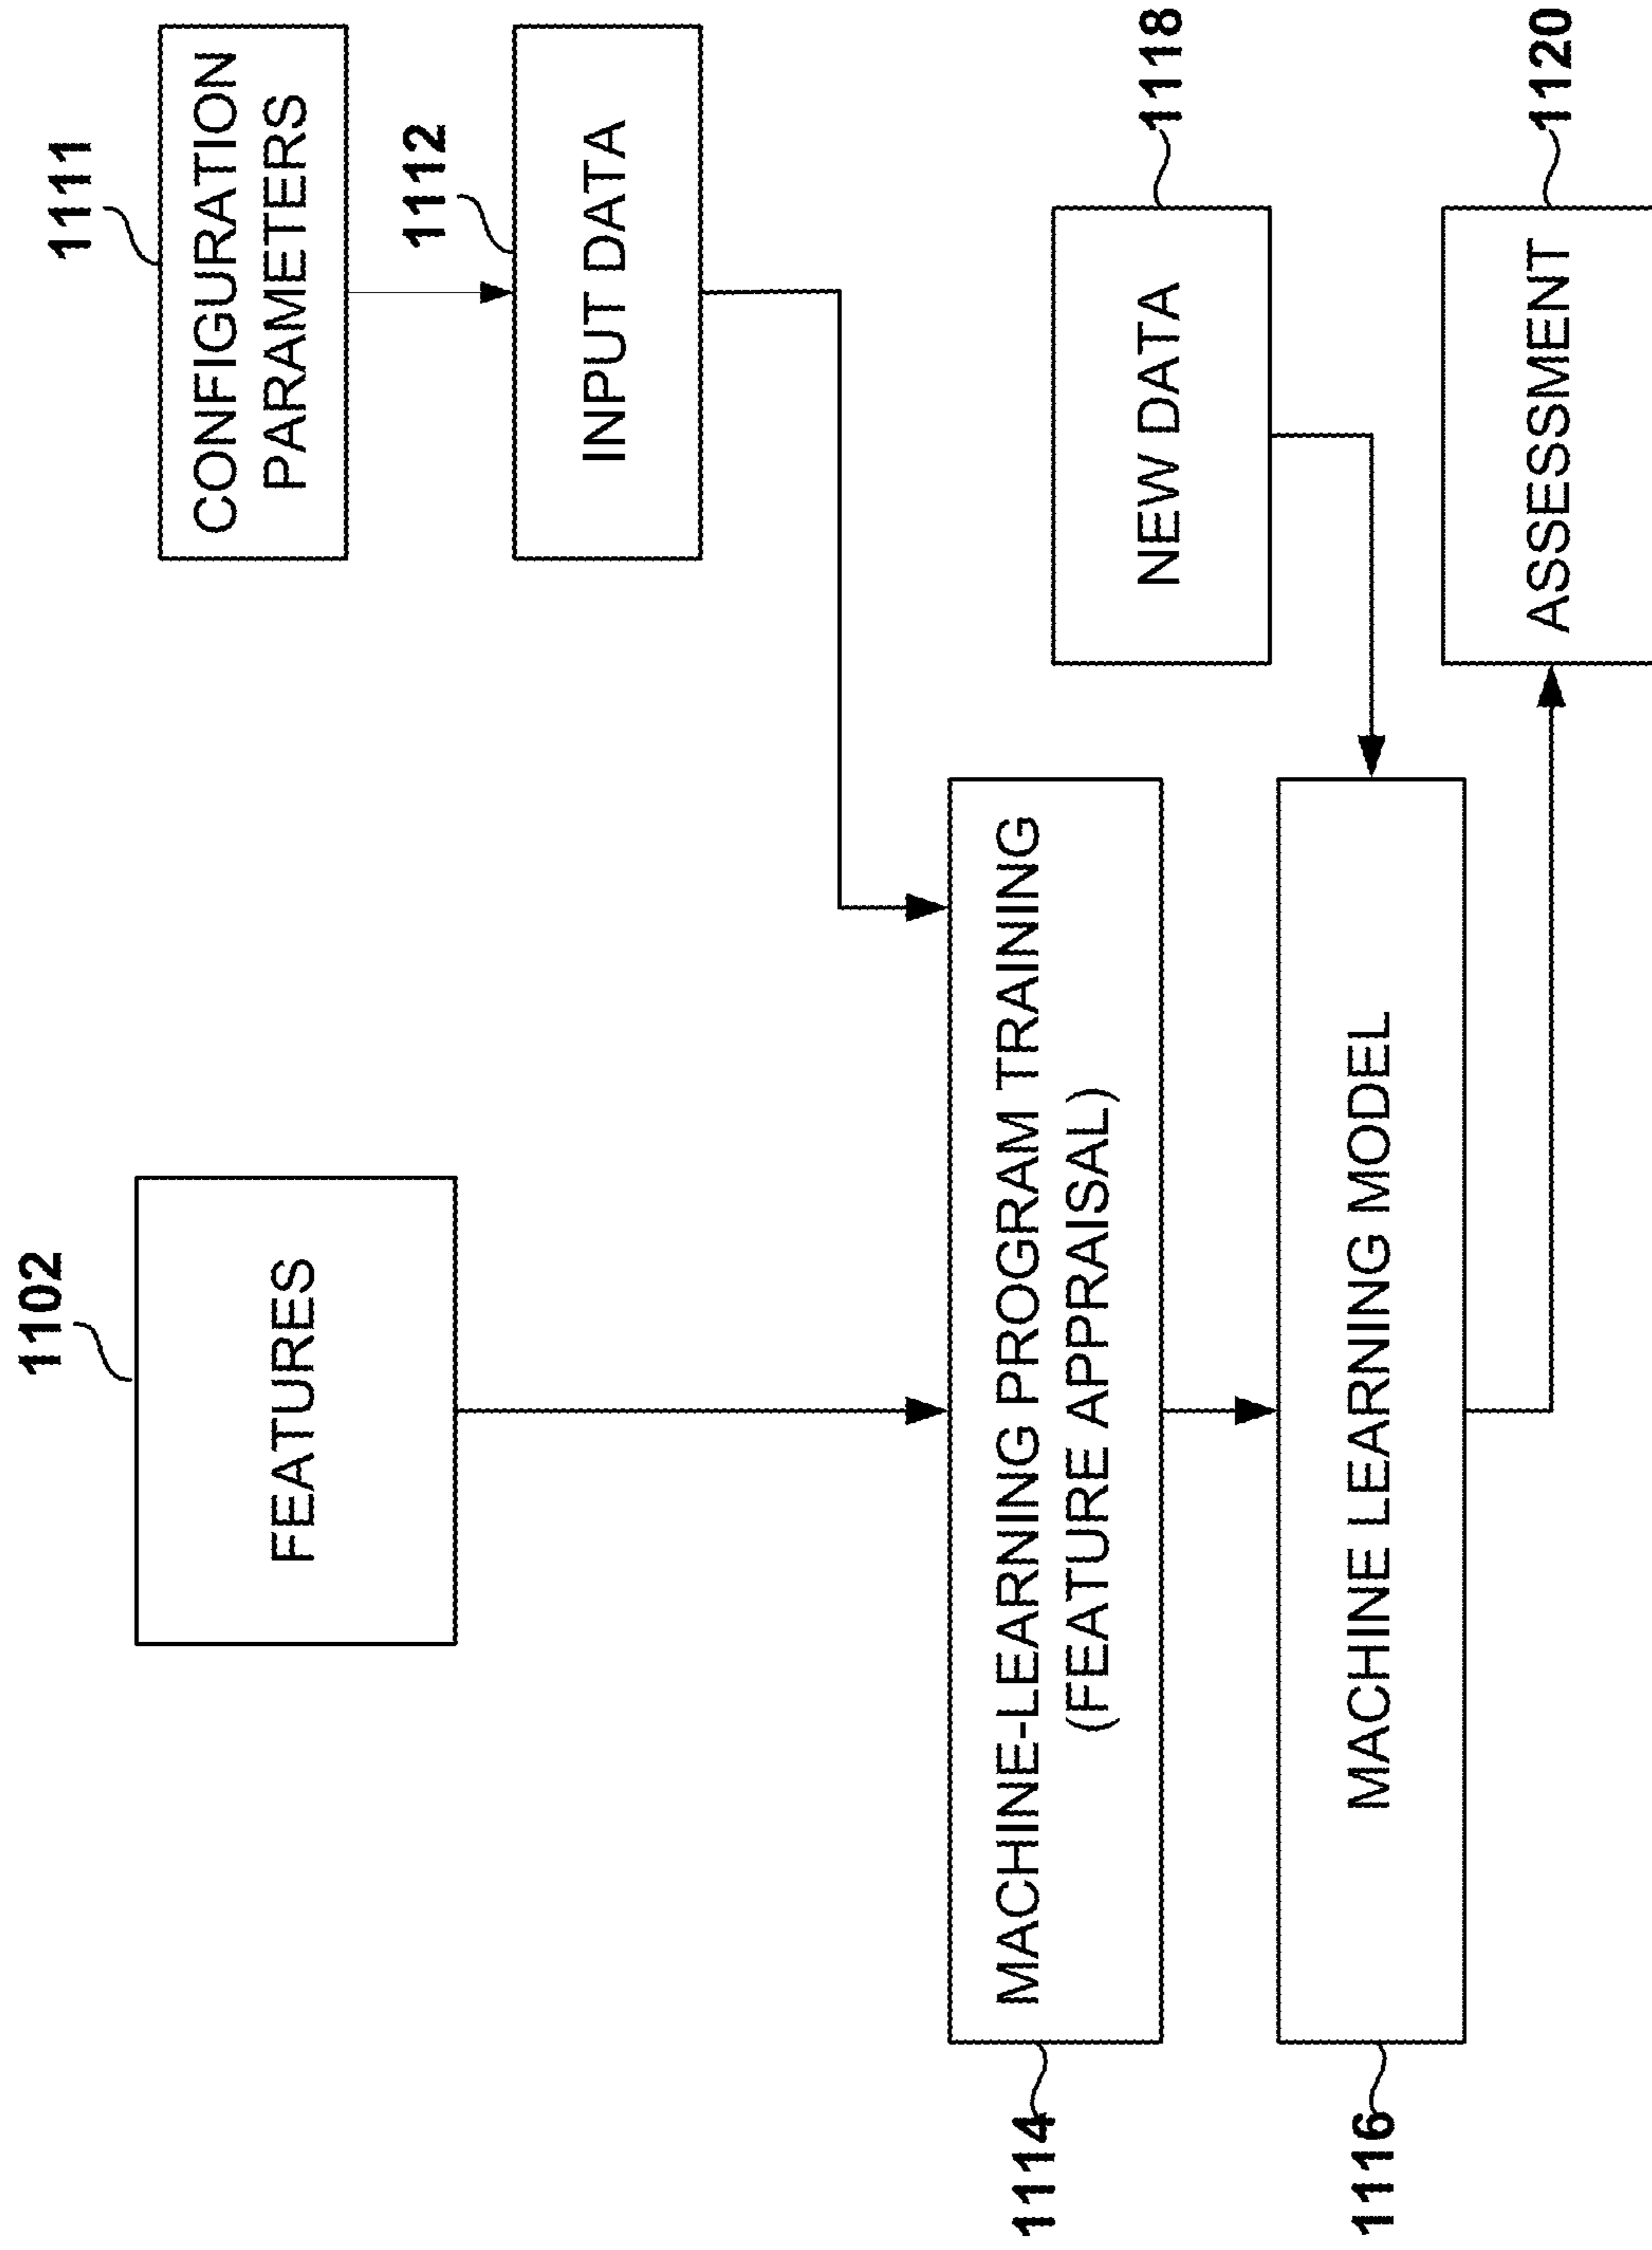 1102
FEATURES
1111
CONFIGURATION
PARAMETERS
1112
INPUT DATA
1114
MACHINE-LEARNING PROGRAM TRAINING
(FEATURE APPRAISAL)
NEW DATA
1118
1116
MACHINE LEARNING MODEL
ASSESSMENT
1120